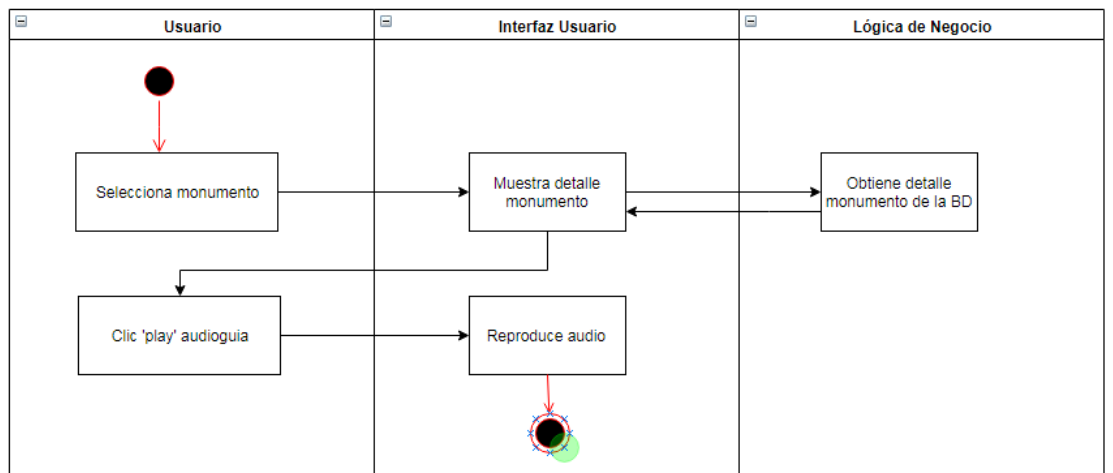 Usuario
Interfaz Usuario
Lógica de Negocio
Selecciona monumento
Muestra detalle
monumento
Obtiene detalle
monumento de la BD
Clic 'play' audioguia
Reproduce audio